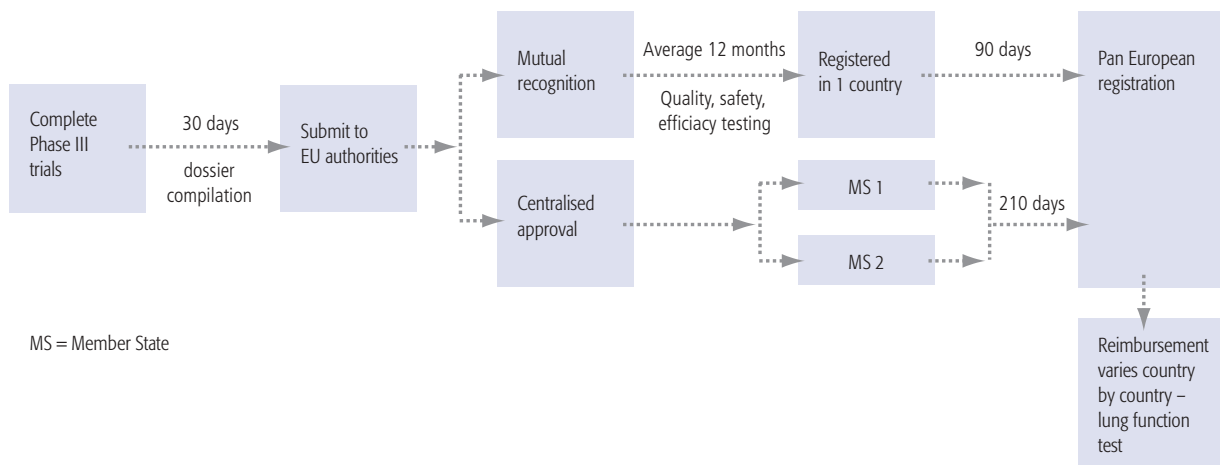 Complete
Phase III
trials
30 days
dossier
compilation
Submit to
EU authorities
Mutual
recognition
Average 12 months
Quality, safety,
efficiacy testing
Registered
in 1 country
90 days
Pan European
registration
Centralised
approval
MS 1
MS 2
210 days
Reimbursement
varies country
by country –
lung function
test
MS = Member State